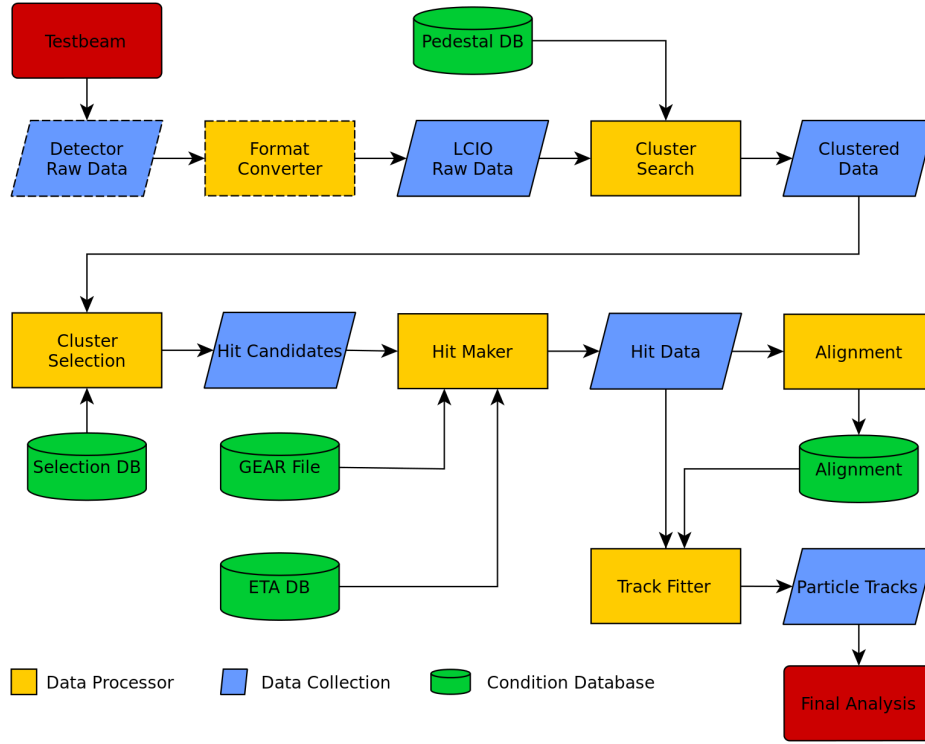 Testbeam
Pedestal DB
Detector
Raw Data
Format
Converter
LCIO
Raw Data
Cluster
Search
Clustered
Data
Cluster
Selection
Hit Candidates
Hit Maker
Hit Data
Alignment
Selection DB
GEAR File
Alignment
ETA DB
Track Fitter
Particle Tracks
Data Processor
Data Collection
Condition Database
Final Analysis